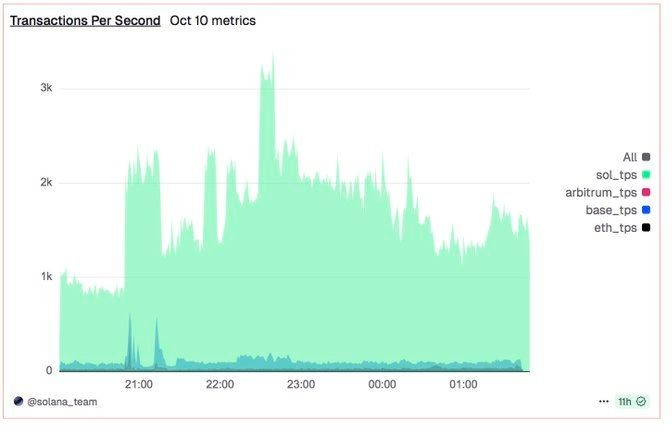 Transactions Per Second Oct 10 metrics
3k
2k
1k
0
21:00 22:00 23:00 00:00 01:00
All
sol_tps
arbitrum_tps
base_tps
eth_tps
@solana_team
... 11h